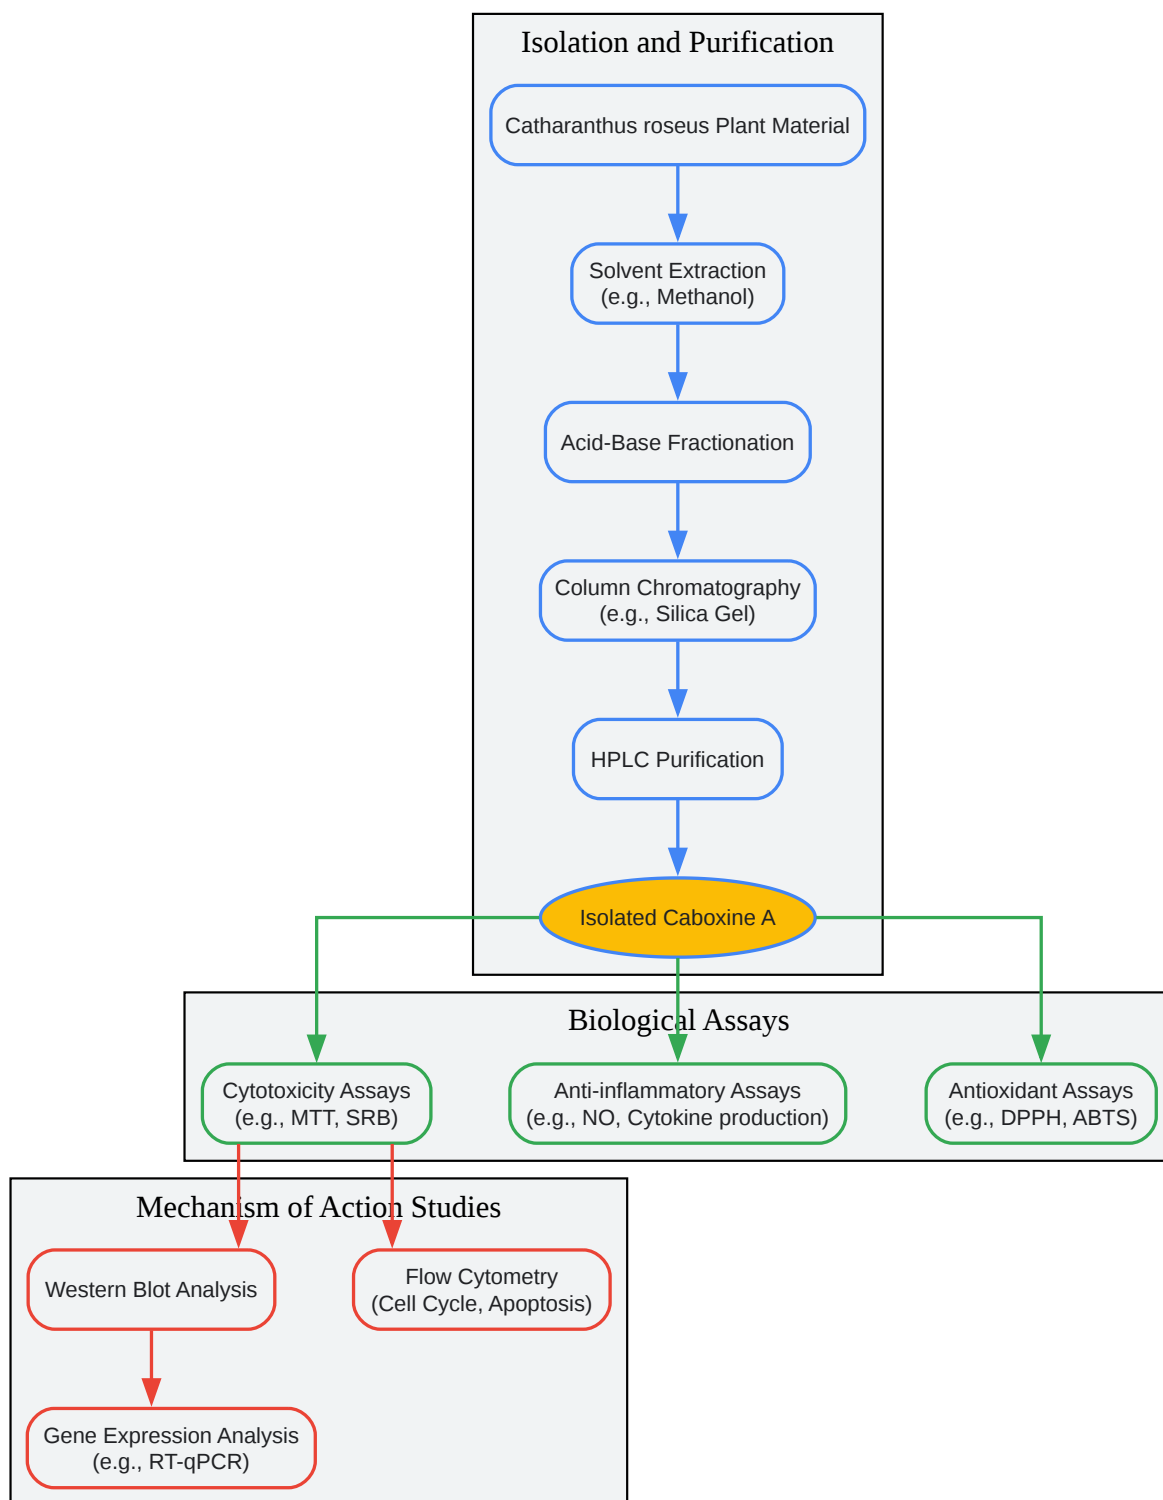 Isolation and Purification
Catharanthus roseus Plant Material
Solvent Extraction
(e.g., Methanol)
Acid-Base Fractionation
Column Chromatography
(e.g., Silica Gel)
HPLC Purification
Isolated Caboxine A
Biological Assays
Cytotoxicity Assays
(e.g., MTT, SRB)
Anti-inflammatory Assays
(e.g., NO, Cytokine production)
Antioxidant Assays
(e.g., DPPH, ABTS)
Mechanism of Action Studies
Western Blot Analysis
Flow Cytometry
(Cell Cycle, Apoptosis)
Gene Expression Analysis
(e.g., RT-qPCR)